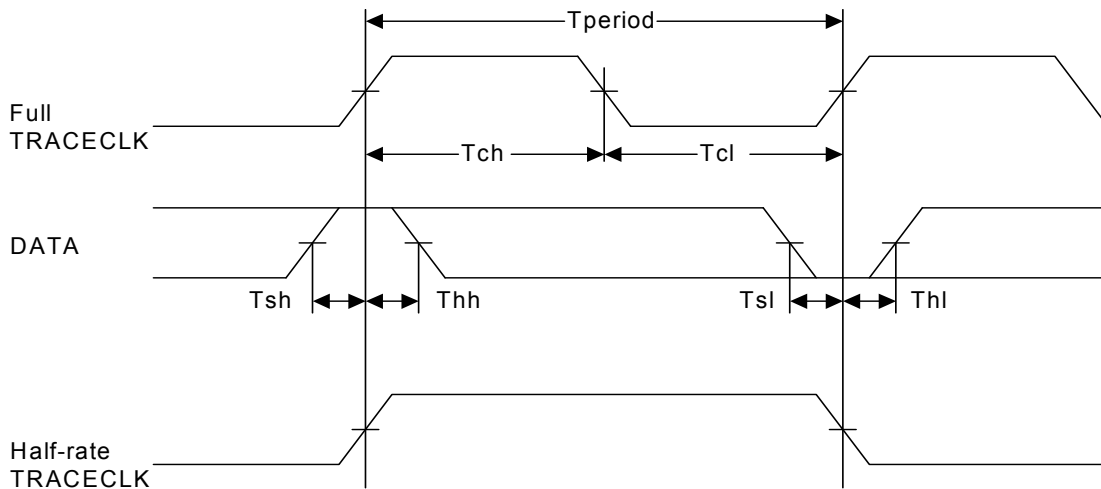 Tperiod
Full
TRACECLK
Tch
Tcl
DATA
Tsh
Thh
Tsl
Thl
Half-rate
TRACECLK